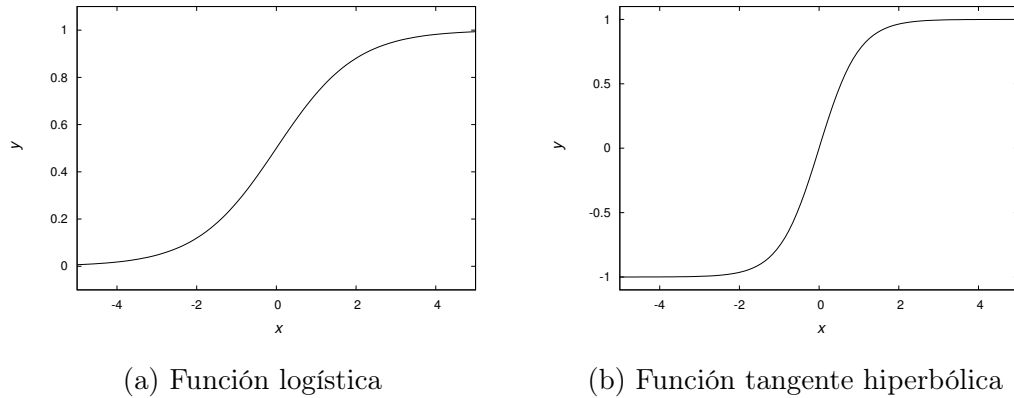 1
0.8
0.6
0.4
0.2
0
y
-4 -2 0 2 4
x
(a) Función logística
1
0.5
0
-0.5
-1
y
-4 -2 0 2 4
x
(b) Función tangente hiperbólica